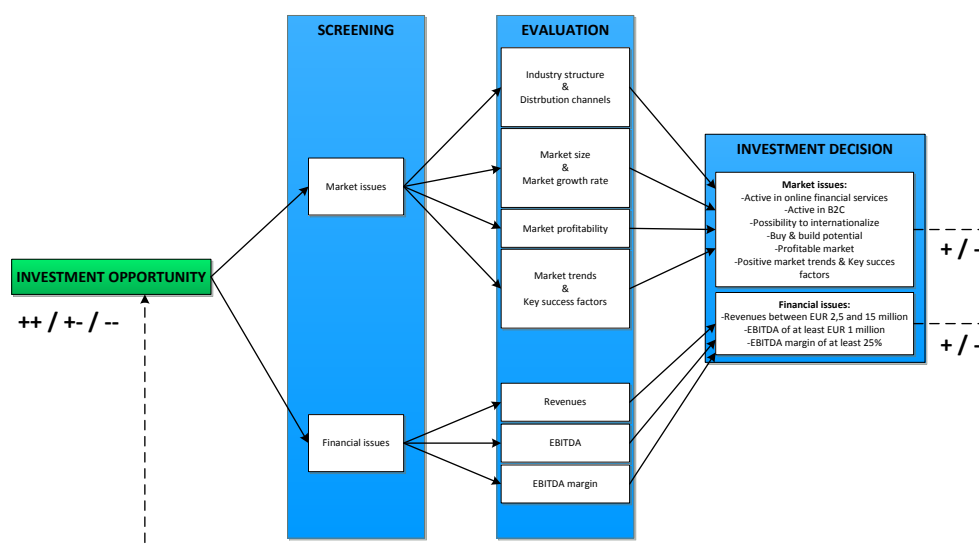 SCREENING
EVALUATION
Industry structure
&
Distrbution channels
Market size
&
Market growth rate
Market profitability
Market trends
&
Key success factors
Market issues
INVESTMENT OPPORTUNITY
++ / +- / --
Financial issues
Revenues
EBITDA
EBITDA margin
INVESTMENT DECISION
Market issues:
-Active in online financial services
-Active in B2C
-Possibility to internationalize
-Buy & build potential
-Profitable market
-Positive market trends & Key succes
factors
+ / -
Financial issues:
-Revenues between EUR 2,5 and 15 million
-EBITDA of at least EUR 1 million
-EBITDA margin of at least 25%
+ / -